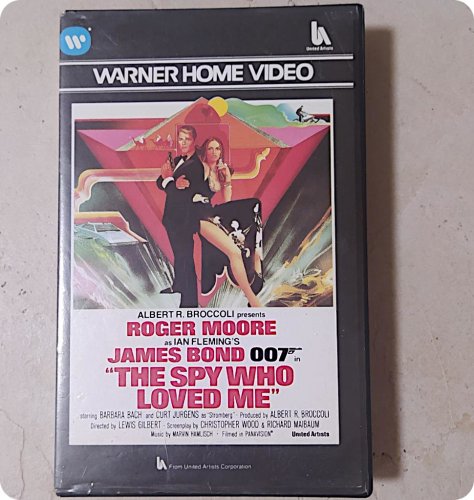 United Artists
WARNER HOME VIDEO
ALBERT R. BROCCOLI presents
ROGER MOORE
as IAN FLEMING'S
JAMES BOND 007 in
"THE SPY WHO
LOVED ME"
starring BARBARA BACH and CURT JURGENS as "Stromberg" · Produced by ALBERT R. BROCCOLI
Directed by LEWIS GILBERT · Screenplay by CHRISTOPHER WOOD & RICHARD MAIBAUM
Music by MARVIN HAMLISCH · Filmed in PANAVISION® United Artists
From United Artists Corporation